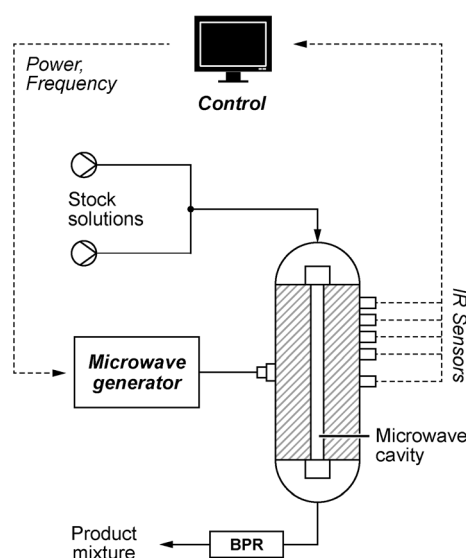 Power,
Frequency
Control
Stock
solutions
IR Sensors
Microwave
generator
Microwave
cavity
Product
mixture
BPR